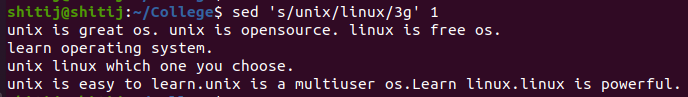 shitij@shitij:~/College$ sed 's/unix/linux/3g' 1
unix is great os. unix is opensource. linux is free os.
learn operating system.
unix linux which one you choose.
unix is easy to learn.unix is a multiuser os.Learn linux.linux is powerful.